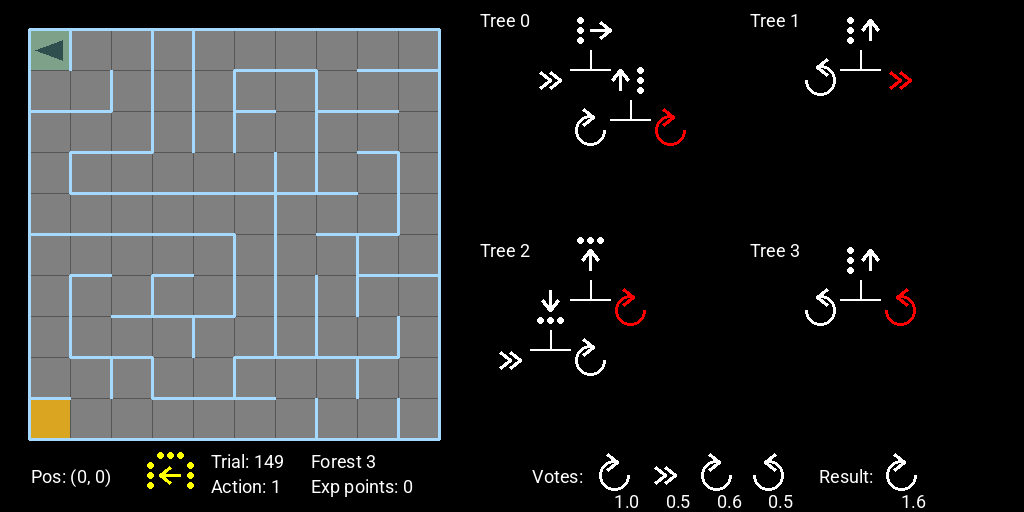 Tree 0
Tree 1
Tree 2
Tree 3
Pos: (0, 0)
Trial: 149
Forest 3
Action: 1
Exp points: 0
Votes:
1.0
0.5
0.6
0.5
Result:
1.6